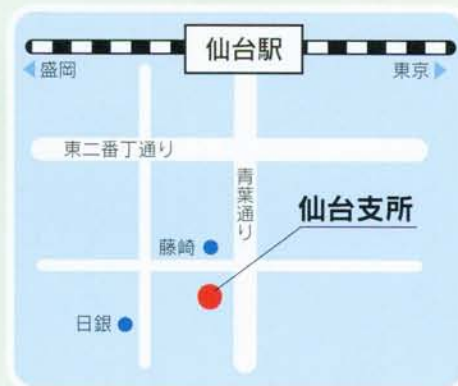 仙台駅
◀盛岡
東京▶
東二番丁通り
青葉通り
仙台支所
藤崎
日銀